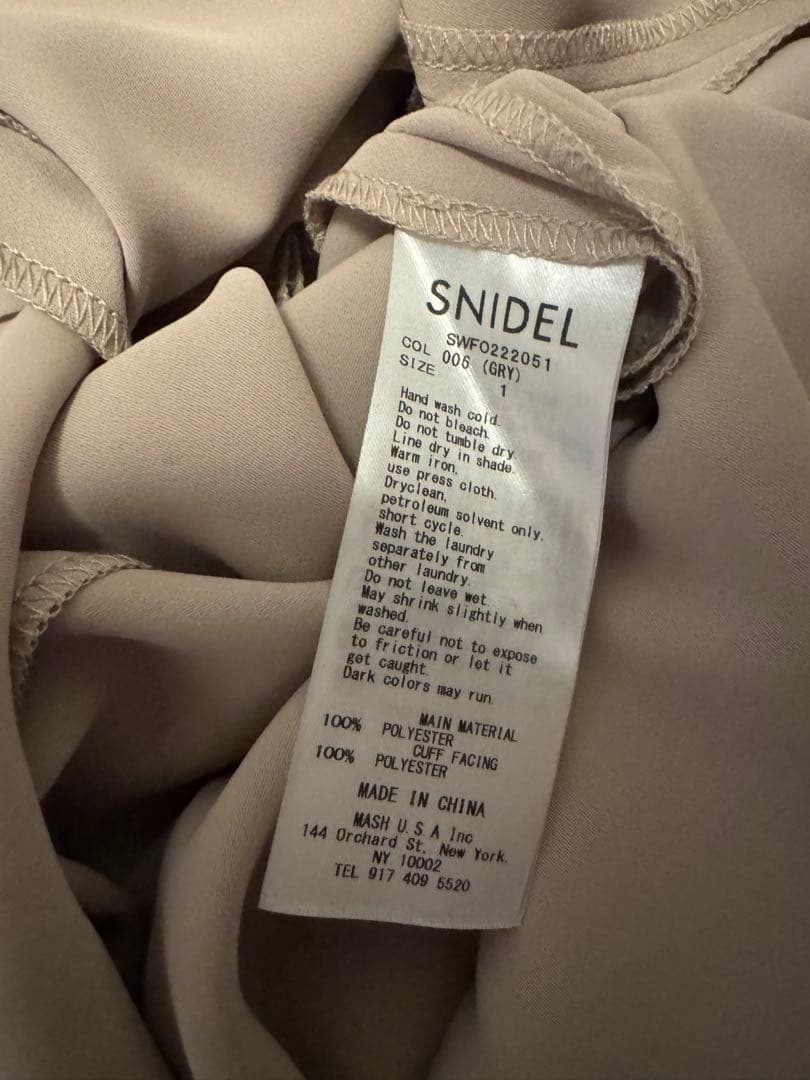 SNIDEL
SWFO222051
COL 006 (GRY)
SIZE 1
Hand wash cold.
Do not bleach.
Do not tumble dry.
Line dry in shade.
Warm iron,
use press cloth.
Dryclean,
petroleum solvent only,
short cycle.
Wash the laundry
separately from
other laundry.
Do not leave wet.
May shrink slightly when
washed.
Be careful not to expose
to friction or let it
get caught.
Dark colors may run.
MAIN MATERIAL
100% POLYESTER
CUFF FACING
100% POLYESTER
MADE IN CHINA
MASH U.S.A Inc
144 Orchard St. New York.
NY 10002
TEL 917 409 5520